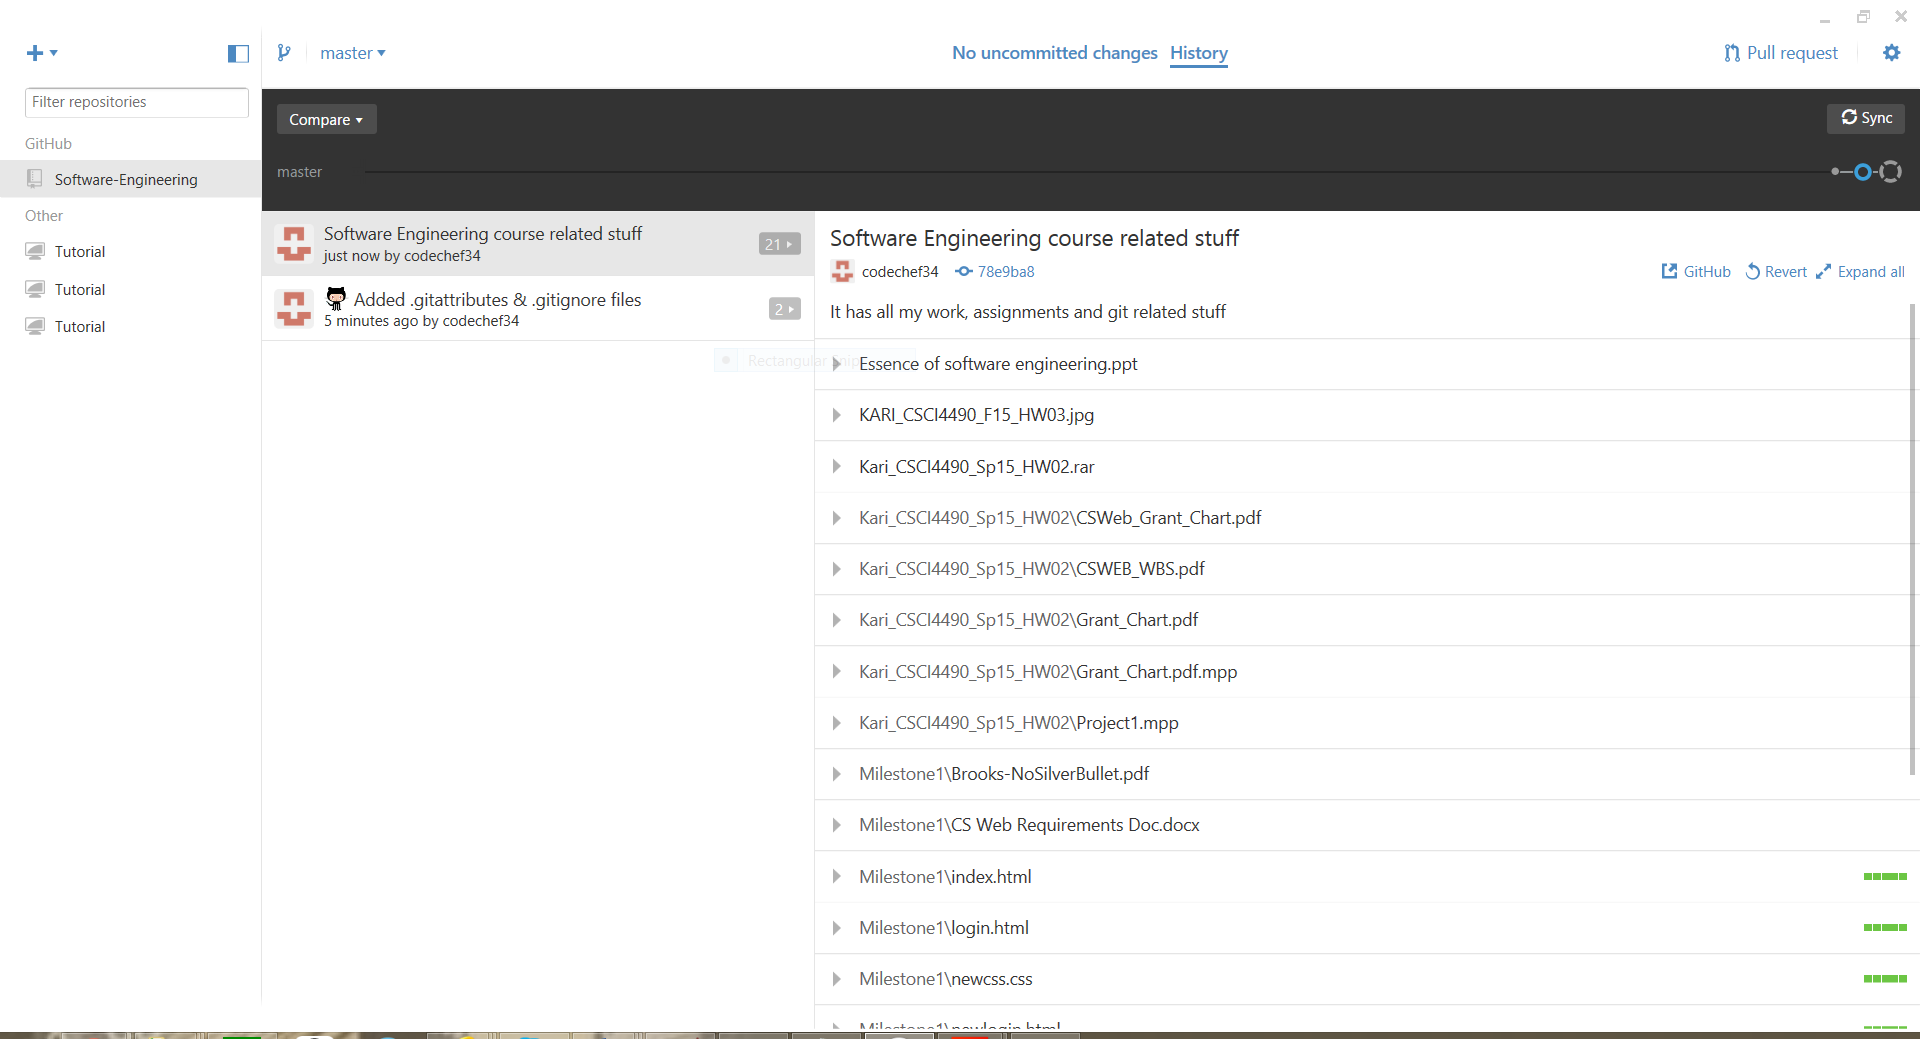 master
No uncommitted changes
History
Pull request
Filter repositories
GitHub
Software-Engineering
Other
Tutorial
Tutorial
Tutorial
Compare
Sync
master
Software Engineering course related stuff
just now by codechef34
21
Added .gitattributes & .gitignore files
5 minutes ago by codechef34
2
Software Engineering course related stuff
codechef34
78e9ba8
GitHub
Revert
Expand all
It has all my work, assignments and git related stuff
Rectangular Snip
Essence of software engineering.ppt
KARI_CSCI4490_F15_HW03.jpg
Kari_CSCI4490_Sp15_HW02.rar
Kari_CSCI4490_Sp15_HW02\CSWeb_Grant_Chart.pdf
Kari_CSCI4490_Sp15_HW02\CSWEB_WBS.pdf
Kari_CSCI4490_Sp15_HW02\Grant_Chart.pdf
Kari_CSCI4490_Sp15_HW02\Grant_Chart.pdf.mpp
Kari_CSCI4490_Sp15_HW02\Project1.mpp
Milestone1\Brooks-NoSilverBullet.pdf
Milestone1\CS Web Requirements Doc.docx
Milestone1\index.html
Milestone1\login.html
Milestone1\newcss.css
Milestone1\newlogin.html